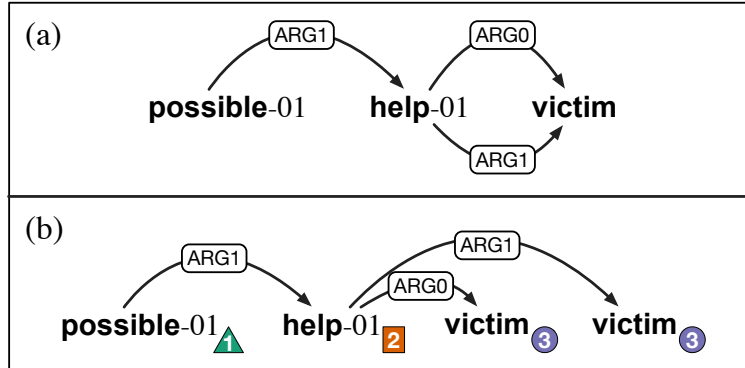 (a)
ARG1 ARG0
possible-01 help-01 victim
ARG1
(b)
ARG1 ARG1
ARG0
possible-01 1 help-01 2 victim 3 victim 3